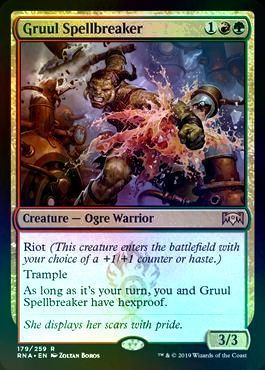 Gruul Spellbreaker 1
Creature — Ogre Warrior
Riot (This creature enters the battlefield with
your choice of a +1/+1 counter or haste.)
Trample
As long as it's your turn, you and Gruul
Spellbreaker have hexproof.
She displays her scars with pride.
3/3
179/259 R
RNA • EN ZOLTAN BOROS
™ & © 2019 Wizards of the Coast